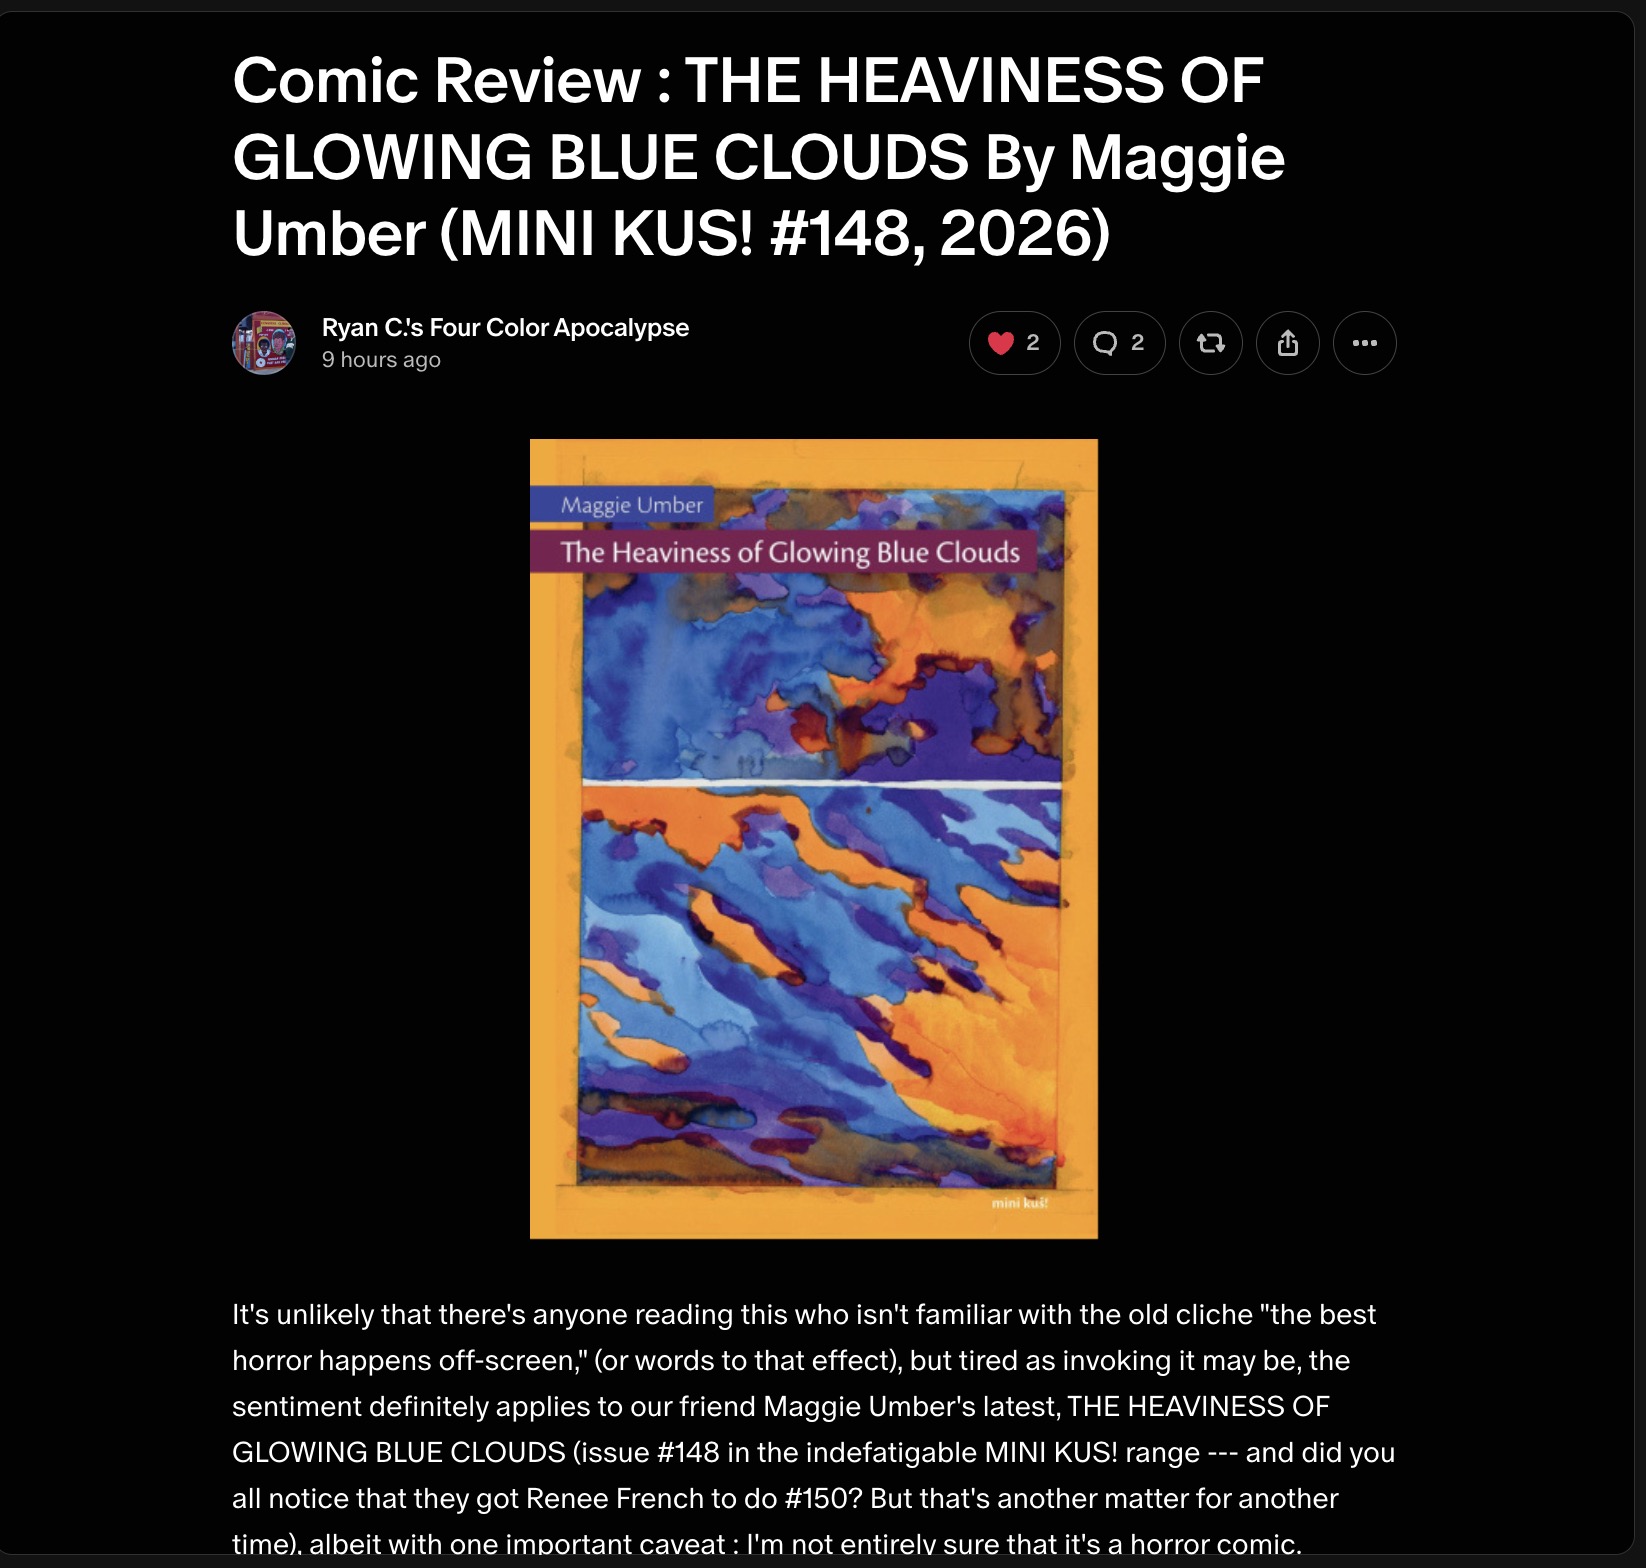 Comic Review : THE HEAVINESS OF
GLOWING BLUE CLOUDS By Maggie
Umber (MINI KUS! #148, 2026)
Ryan C.'s Four Color Apocalypse
9 hours ago
2
2
Maggie Umber
The Heaviness of Glowing Blue Clouds
mini kuš!
It's unlikely that there's anyone reading this who isn't familiar with the old cliche "the best
horror happens off-screen," (or words to that effect), but tired as invoking it may be, the
sentiment definitely applies to our friend Maggie Umber's latest, THE HEAVINESS OF
GLOWING BLUE CLOUDS (issue #148 in the indefatigable MINI KUS! range --- and did you
all notice that they got Renee French to do #150? But that's another matter for another
time), albeit with one important caveat : I'm not entirely sure that it's a horror comic.